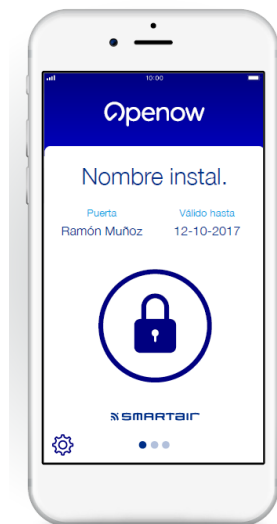 10:00
Openow
Nombre instal.
Puerta
Válido hasta
Ramón Muñoz
12-10-2017
SMARTair